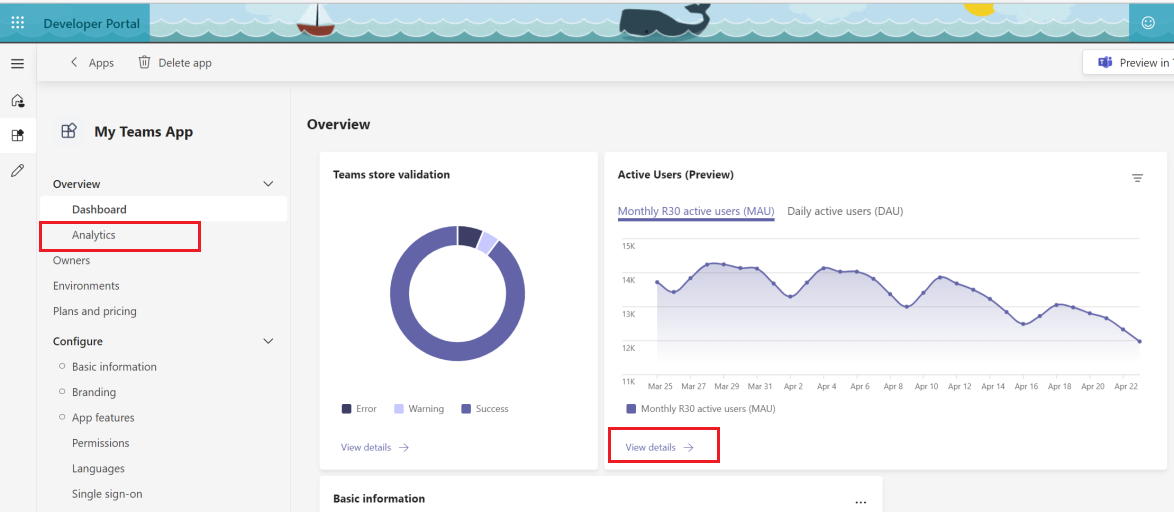 Developer Portal
Apps
Delete app
Preview in
My Teams App
Overview
Dashboard
Analytics
Owners
Environments
Plans and pricing
Configure
Basic information
Branding
App features
Permissions
Languages
Single sign-on
Overview
Teams store validation
Error Warning Success
View details
Active Users (Preview)
Monthly R30 active users (MAU) Daily active users (DAU)
15K
14K
13K
12K
11K
Mar 25 Mar 27 Mar 29 Mar 31 Apr 2 Apr 4 Apr 6 Apr 8 Apr 10 Apr 12 Apr 14 Apr 16 Apr 18 Apr 20 Apr 22
Monthly R30 active users (MAU)
View details
Basic information